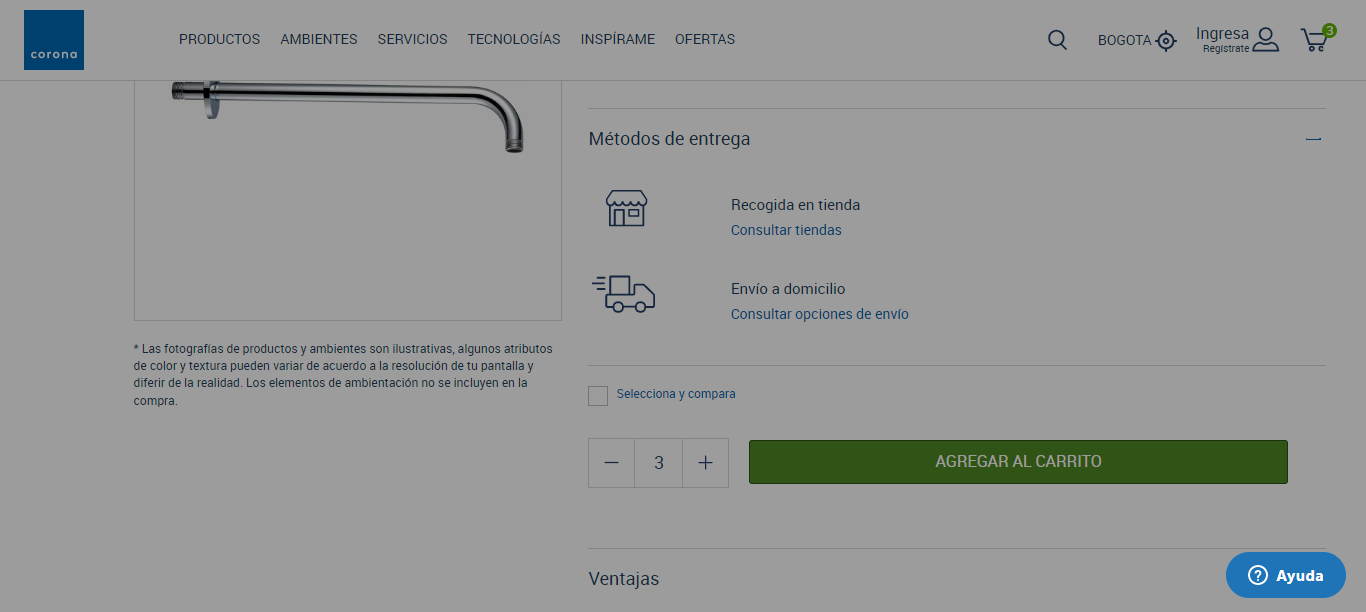 corona
PRODUCTOS AMBIENTES SERVICIOS TECNOLOGÍAS INSPÍRAME OFERTAS
BOGOTA
Ingresa
Regístrate
3
Métodos de entrega
Recogida en tienda
Consultar tiendas
Envío a domicilio
Consultar opciones de envío
* Las fotografías de productos y ambientes son ilustrativas, algunos atributos
de color y textura pueden variar de acuerdo a la resolución de tu pantalla y
diferir de la realidad. Los elementos de ambientación no se incluyen en la
compra.
Selecciona y compara
3
AGREGAR AL CARRITO
Ventajas
Ayuda